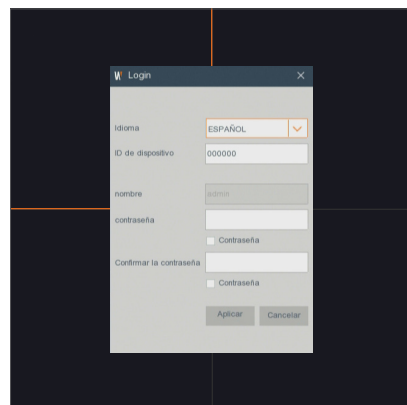 Login
Idioma
ESPAÑOL
ID de dispositivo
000000
nombre
admin
contraseña
Contraseña
Confirmar la contraseña
Contraseña
Aplicar
Cancelar